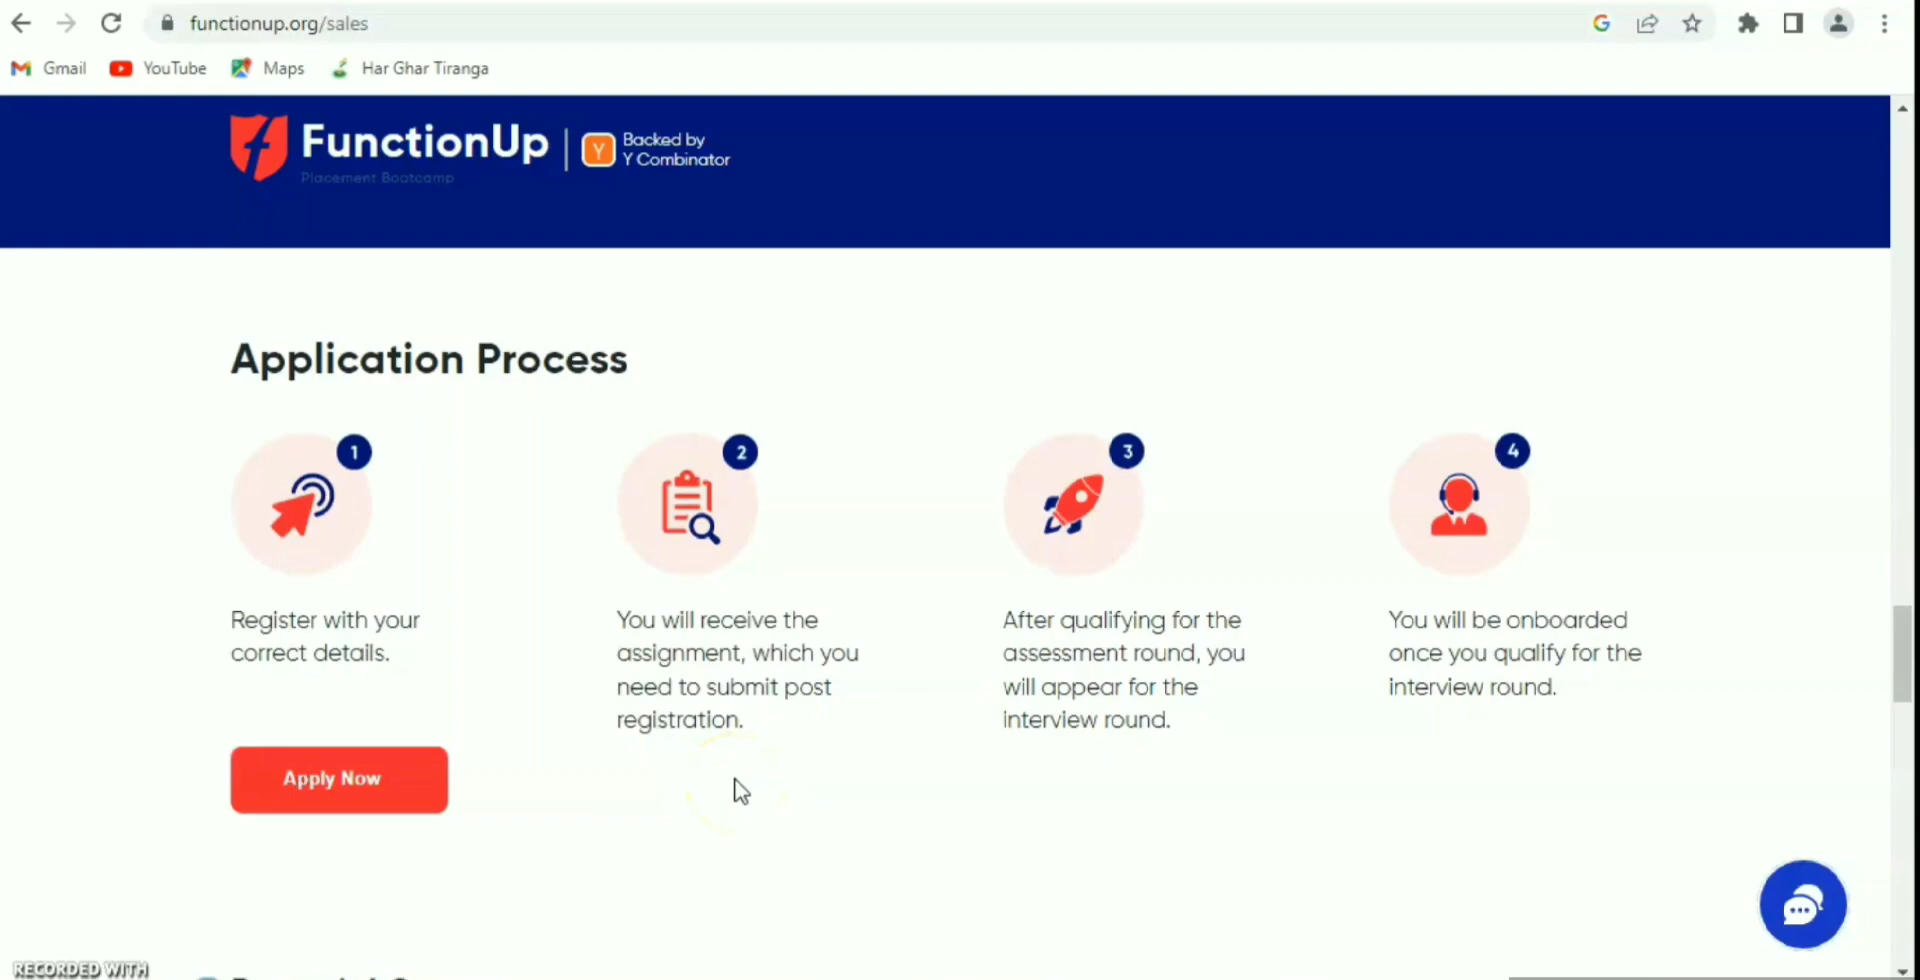 functionup.org/sales
Gmail YouTube Maps Har Ghar Tiranga
FunctionUp
Placement Bootcamp
Y
Backed by
Y Combinator
Application Process
1
2
3
4
Register with your
correct details.
You will receive the
assignment, which you
need to submit post
registration.
After qualifying for the
assessment round, you
will appear for the
interview round.
You will be onboarded
once you qualify for the
interview round.
Apply Now
RECORDED WITH